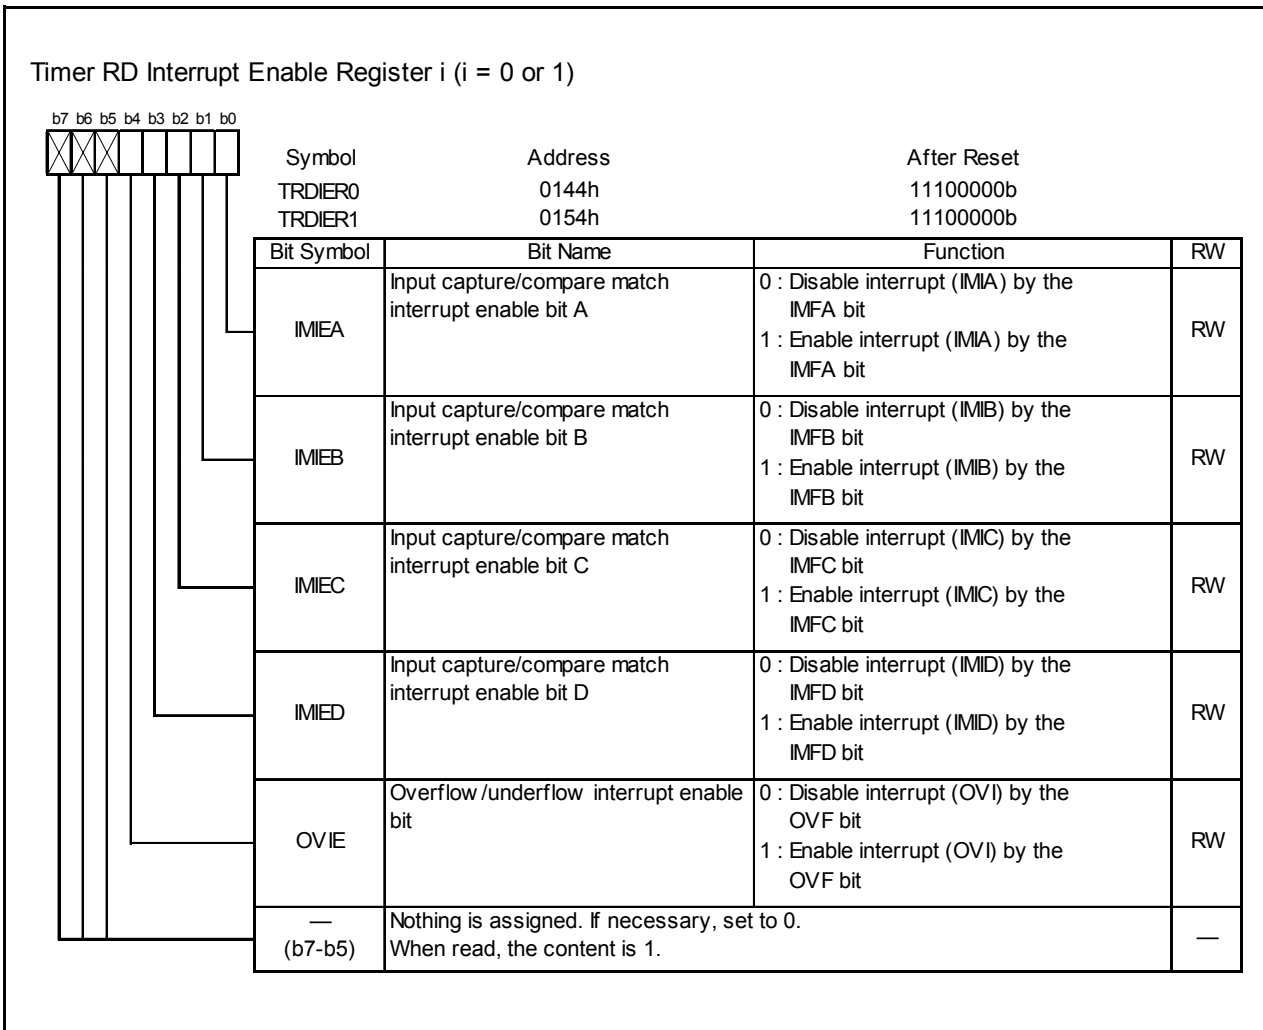 Timer RD Interrupt Enable Register i (i = 0 or 1)
b7 b6 b5 b4 b3 b2 b1 b0
Symbol Address After Reset
TRDIER0 0144h 11100000b
TRDIER1 0154h 11100000b
Bit Symbol Bit Name Function RW
IMIEA
Input capture/compare match
interrupt enable bit A
0 : Disable interrupt (IMIA) by the
IMFA bit
1 : Enable interrupt (IMIA) by the
IMFA bit
RW
IMIEB
Input capture/compare match
interrupt enable bit B
0 : Disable interrupt (IMIB) by the
IMFB bit
1 : Enable interrupt (IMIB) by the
IMFB bit
RW
IMIEC
Input capture/compare match
interrupt enable bit C
0 : Disable interrupt (IMIC) by the
IMFC bit
1 : Enable interrupt (IMIC) by the
IMFC bit
RW
IMIED
Input capture/compare match
interrupt enable bit D
0 : Disable interrupt (IMID) by the
IMFD bit
1 : Enable interrupt (IMID) by the
IMFD bit
RW
OVIE
Overflow/underflow interrupt enable
bit
0 : Disable interrupt (OVI) by the
OVF bit
1 : Enable interrupt (OVI) by the
OVF bit
RW
—
(b7-b5)
Nothing is assigned. If necessary, set to 0.
When read, the content is 1.
—